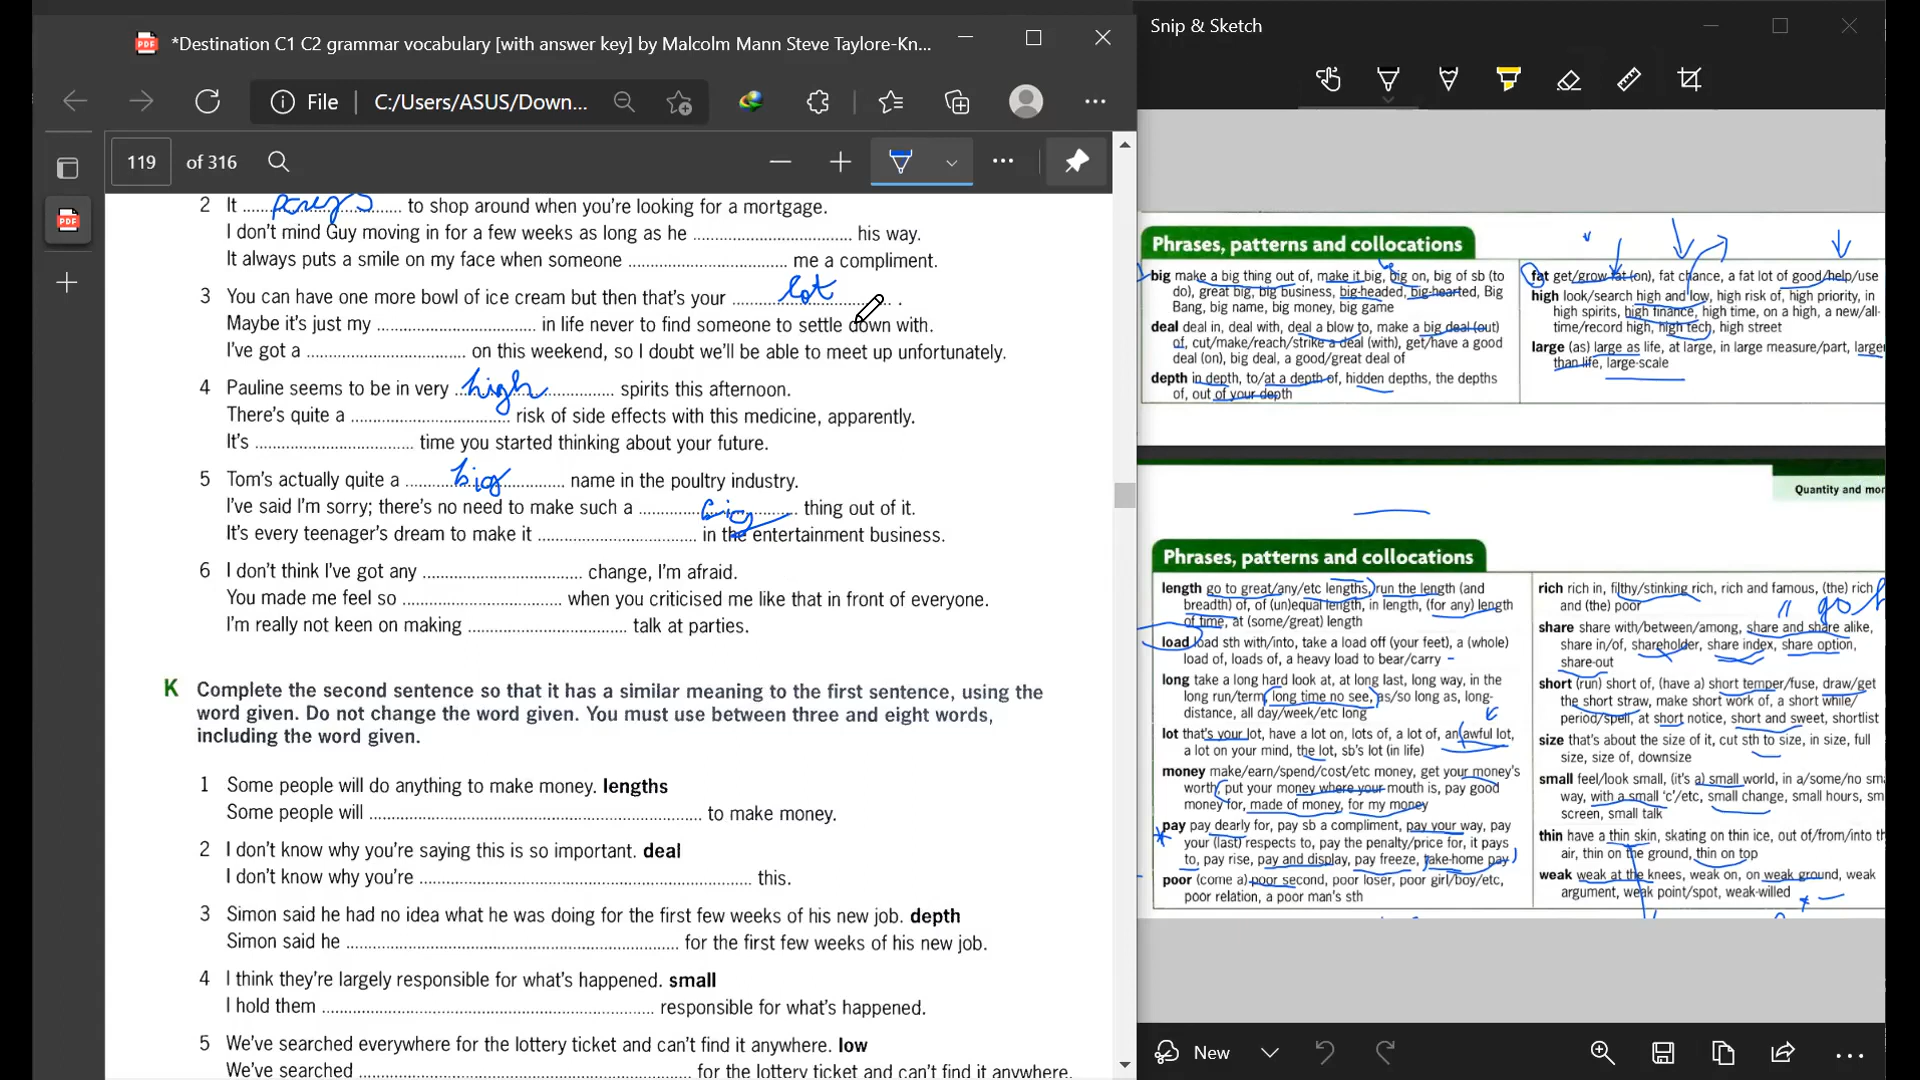 *Destination C1 C2 grammar vocabulary [with answer key] by Malcolm Mann Steve Taylore-Kn...
Snip & Sketch
File C:/Users/ASUS/Down...
119 of 316
2 It pays to shop around when you're looking for a mortgage.
I don't mind Guy moving in for a few weeks as long as he ................ his way.
It always puts a smile on my face when someone ................ me a compliment.
3 You can have one more bowl of ice cream but then that's your lot .
Maybe it's just my ................ in life never to find someone to settle down with.
I've got a ................ on this weekend, so I doubt we'll be able to meet up unfortunately.
4 Pauline seems to be in very high spirits this afternoon.
There's quite a ................ risk of side effects with this medicine, apparently.
It's ................ time you started thinking about your future.
5 Tom's actually quite a big name in the poultry industry.
I've said I'm sorry; there's no need to make such a big thing out of it.
It's every teenager's dream to make it ................ in the entertainment business.
6 I don't think I've got any ................ change, I'm afraid.
You made me feel so ................ when you criticised me like that in front of everyone.
I'm really not keen on making ................ talk at parties.
K Complete the second sentence so that it has a similar meaning to the first sentence, using the
word given. Do not change the word given. You must use between three and eight words,
including the word given.
1 Some people will do anything to make money. lengths
Some people will ................ to make money.
2 I don't know why you're saying this is so important. deal
I don't know why you're ................ this.
3 Simon said he had no idea what he was doing for the first few weeks of his new job. depth
Simon said he ................ for the first few weeks of his new job.
4 I think they're largely responsible for what's happened. small
I hold them ................ responsible for what's happened.
5 We've searched everywhere for the lottery ticket and can't find it anywhere. low
We've searched ................ for the lottery ticket and can't find it anywhere.
Phrases, patterns and collocations
big make a big thing out of, make it big, big on, big of sb (to
do), great big, big business, big-headed, big-hearted, Big
Bang, big name, big money, big game
deal deal in, deal with, deal a blow to, make a big deal (out)
of, cut/make/reach/strike a deal (with), get/have a good
deal (on), big deal, a good/great deal of
depth in depth, to/at a depth of, hidden depths, the depths
of, out of your depth
fat get/grow fat (on), fat chance, a fat lot of good/help/use
high look/search high and low, high risk of, high priority, in
high spirits, high finance, high time, on a high, a new/all-
time/record high, high tech, high street
large (as) large as life, at large, in large measure/part, larger
than life, large-scale
Quantity and
Phrases, patterns and collocations
length go to great/any/etc lengths, run the length (and
breadth) of, of (un)equal length, in length, (for any) length
of time, at (some/great) length
load load sth with/into, take a load off (your feet), a (whole)
load of, loads of, a heavy load to bear/carry
long take a long hard look at, at long last, long way, in the
long run/term, long time no see, as/so long as, long-
distance, all day/week/etc long
lot that's your lot, have a lot on, lots of, a lot of, an awful lot,
a lot on your mind, the lot, sb's lot (in life)
money make/earn/spend/cost/etc money, get your money's
worth, put your money where your mouth is, pay good
money for, made of money, for my money
pay pay dearly for, pay sb a compliment, pay your way, pay
your (last) respects to, pay the penalty/price for, it pays
to, pay rise, pay and display, pay freeze, take-home pay
poor (come a) poor second, poor loser, poor girl/boy/etc,
poor relation, a poor man's sth
rich rich in, filthy/stinking rich, rich and famous, (the) rich
and (the) poor
share share with/between/among, share and share alike,
share in/of, shareholder, share index, share option,
share-out
short (run) short of, (have a) short temper/fuse, draw/get
the short straw, make short work of, a short while/
period/spell, at short notice, short and sweet, shortlist
size that's about the size of it, cut sth to size, in size, full
size, size of, downsize
small feel/look small, (it's a) small world, in a/some/no
way, with a small 'c'/etc, small change, small hours,
screen, small talk
thin have a thin skin, skating on thin ice, out of/from/into
air, thin on the ground, thin on top
weak weak at the knees, weak on, on weak ground, weak
argument, weak point/spot, weak-willed
New